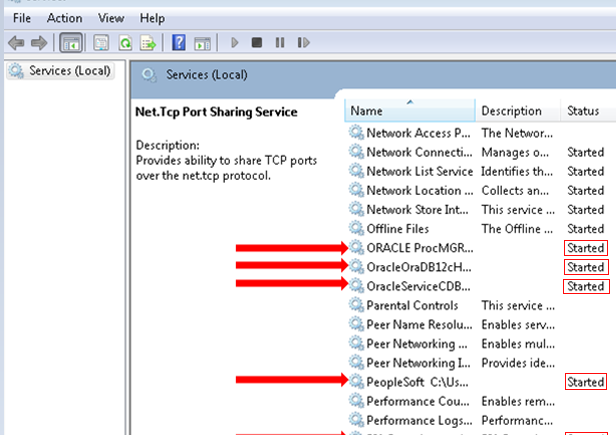 File Action View Help
Services (Local)
Services (Local)
Net.Tcp Port Sharing Service
Description:
Provides ability to share TCP ports
over the net.tcp protocol.
Name Description Status
Network Access P... The Networ...
Network Connecti... Manages o... Started
Network List Service Identifies th... Started
Network Location ... Collects an... Started
Network Store Int... This service ... Started
Offline Files The Offline ... Started
ORACLE ProcMGR... Started
OracleOraDB12cH... Started
OracleServiceCDB... Started
Parental Controls This service ...
Peer Name Resolu... Enables serv...
Peer Networking ... Enables mul...
Peer Networking I... Provides ide...
PeopleSoft C:\Us... Started
Performance Cou... Enables rem...
Performance Logs... Performanc...